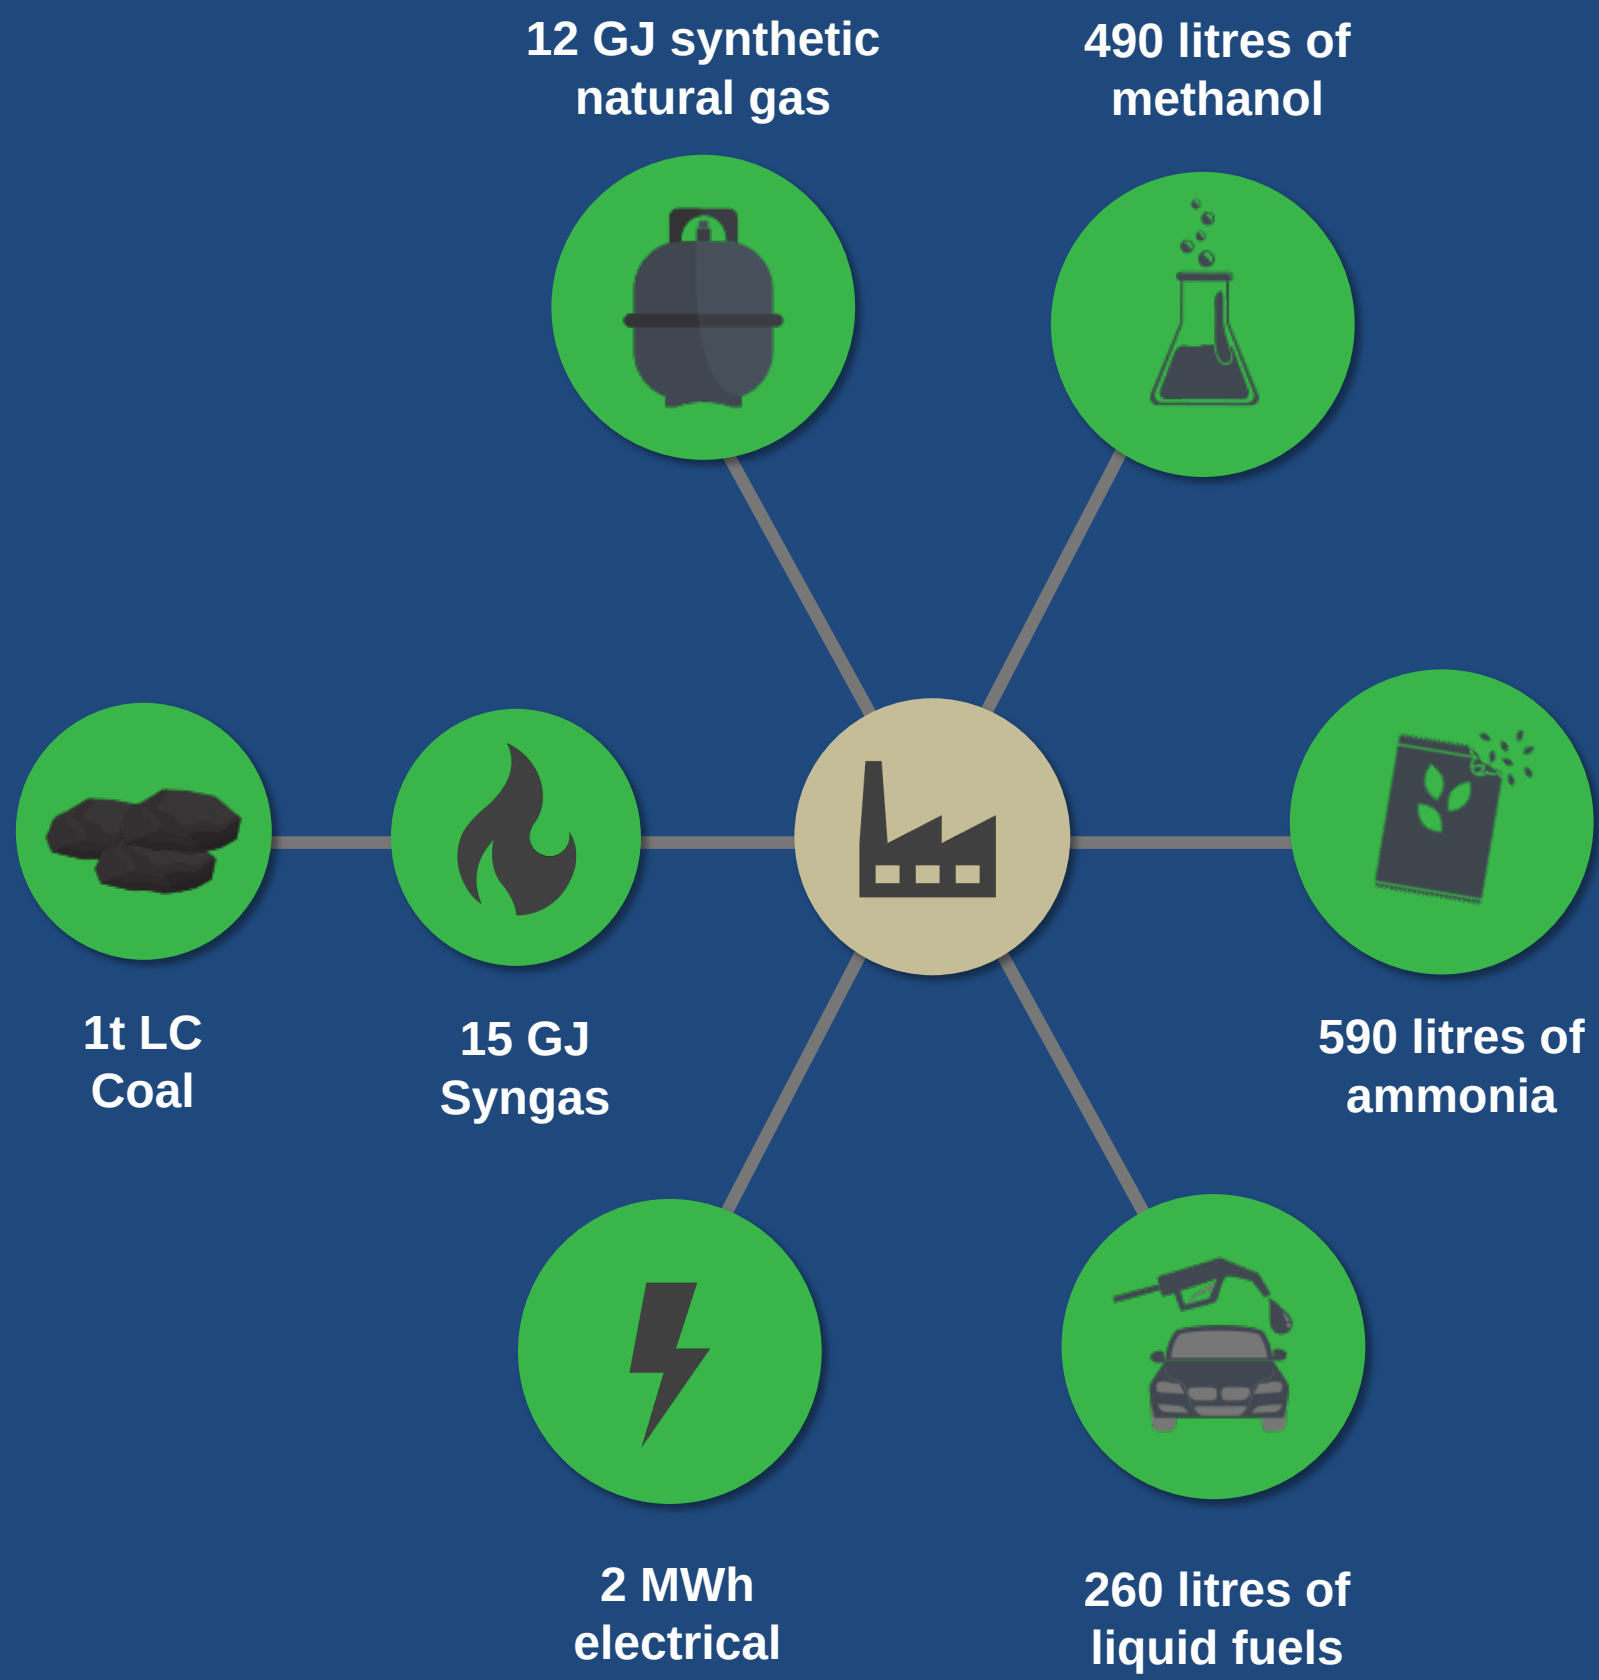 12 GJ synthetic
natural gas
490 litres of
methanol
1t LC
Coal
15 GJ
Syngas
590 litres of
ammonia
2 MWh
electrical
260 litres of
liquid fuels